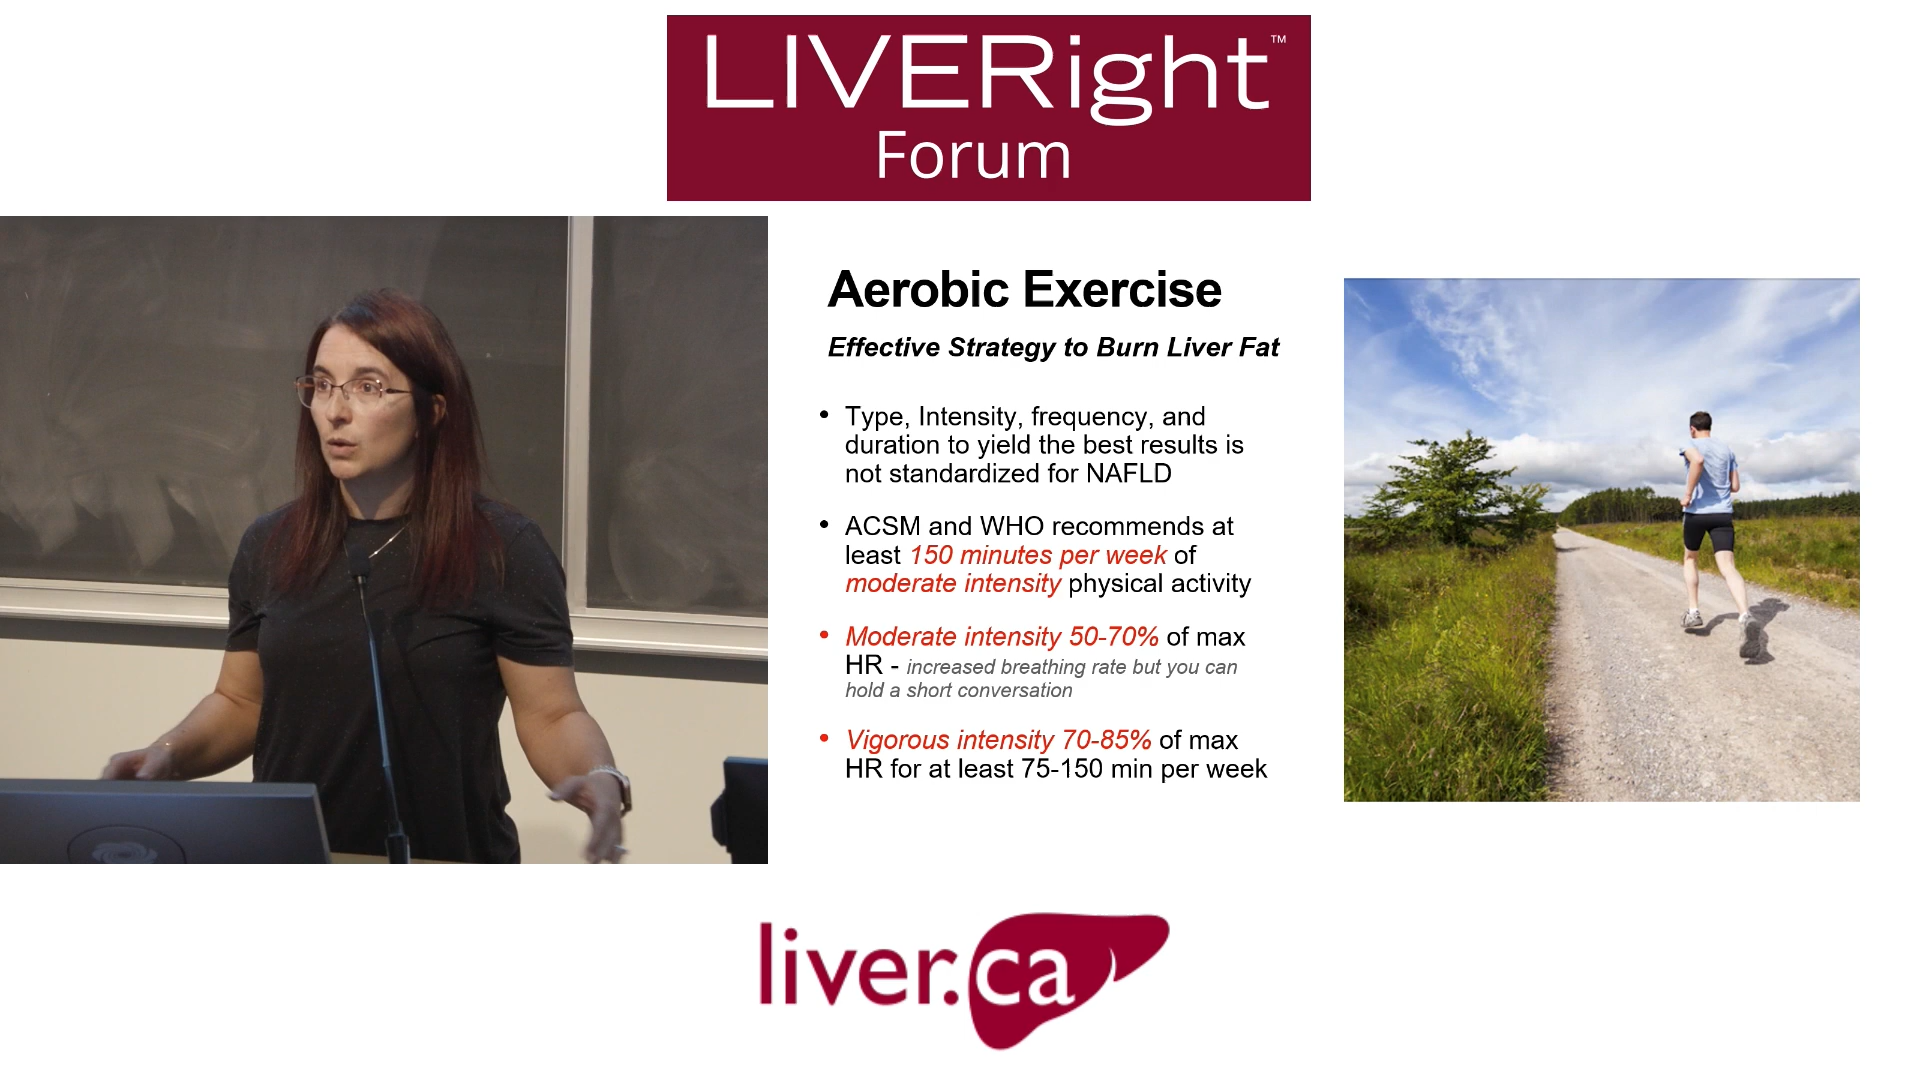 LIVERight™
Forum
Aerobic Exercise
Effective Strategy to Burn Liver Fat
• Type, Intensity, frequency, and
duration to yield the best results is
not standardized for NAFLD
• ACSM and WHO recommends at
least 150 minutes per week of
moderate intensity physical activity
• Moderate intensity 50-70% of max
HR - increased breathing rate but you can
hold a short conversation
• Vigorous intensity 70-85% of max
HR for at least 75-150 min per week
liver.ca